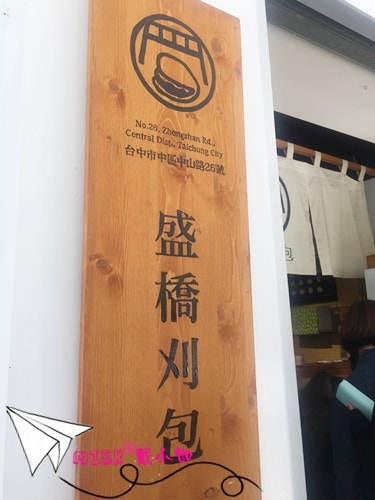 No.26, Zhongshan Rd.,
Central Dist., Taichung City
台中市中區中山路26號
盛橋刈包
包